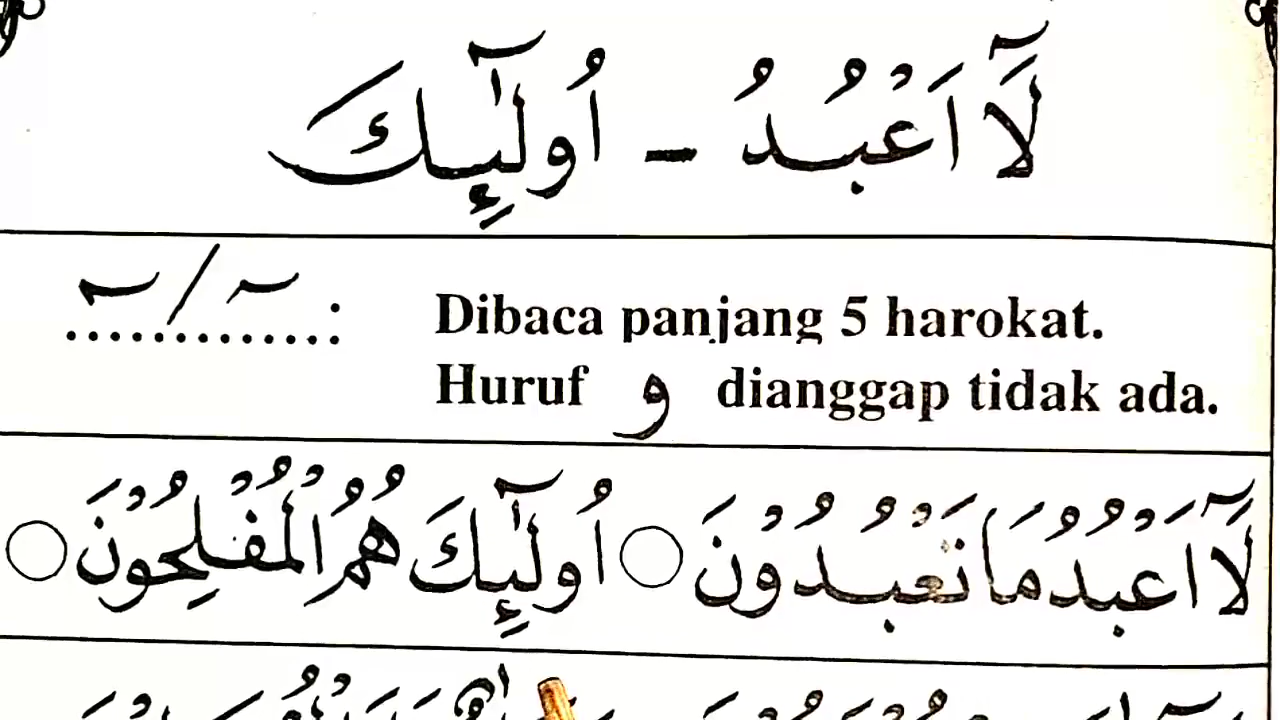 لَآ اَعْبُدُ - اُولٰٓئِكَ
...../..... : Dibaca panjang 5 harokat.
Huruf و dianggap tidak ada.
لَآ اَعْبُدُ مَا تَعْبُدُوْنَ ○ اُولٰٓئِكَ هُمُ الْمُفْلِحُوْنَ ○